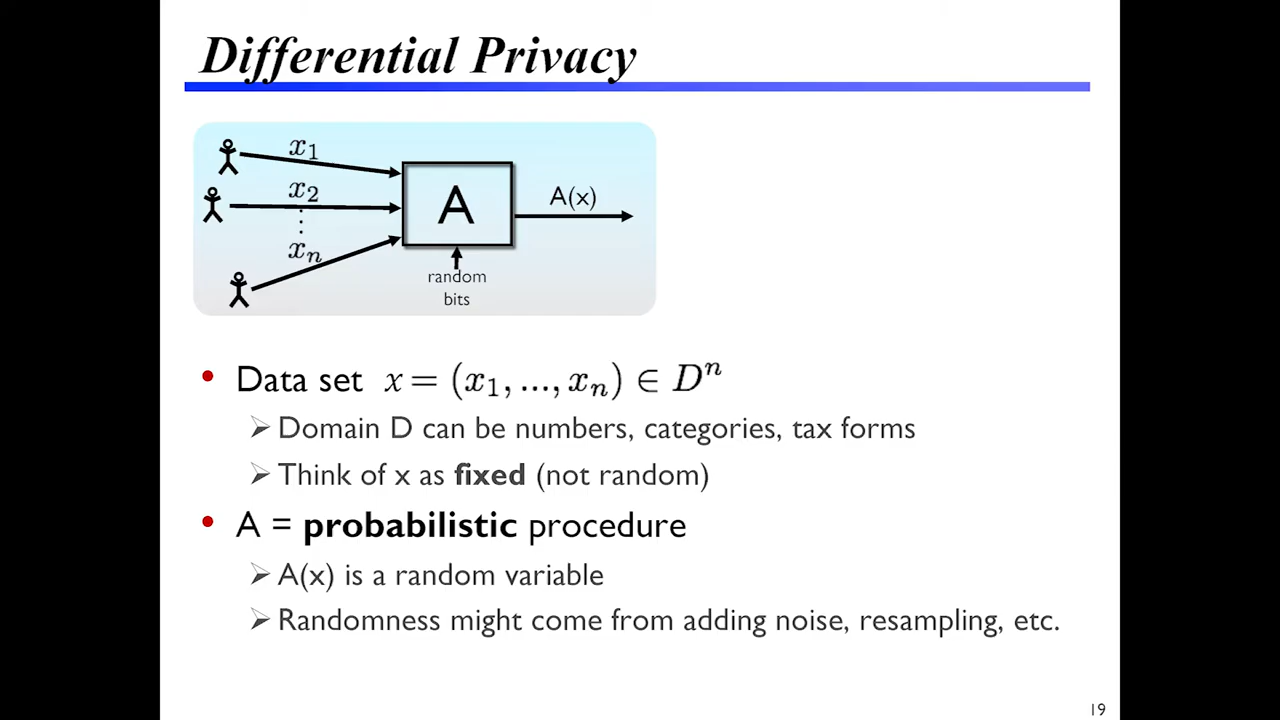 Differential Privacy
x₁
x₂
⋮
xₙ
A
A(x)
random
bits
• Data set x = (x₁, ..., xₙ) ∈ Dⁿ
➢ Domain D can be numbers, categories, tax forms
➢ Think of x as fixed (not random)
• A = probabilistic procedure
➢ A(x) is a random variable
➢ Randomness might come from adding noise, resampling, etc.
19